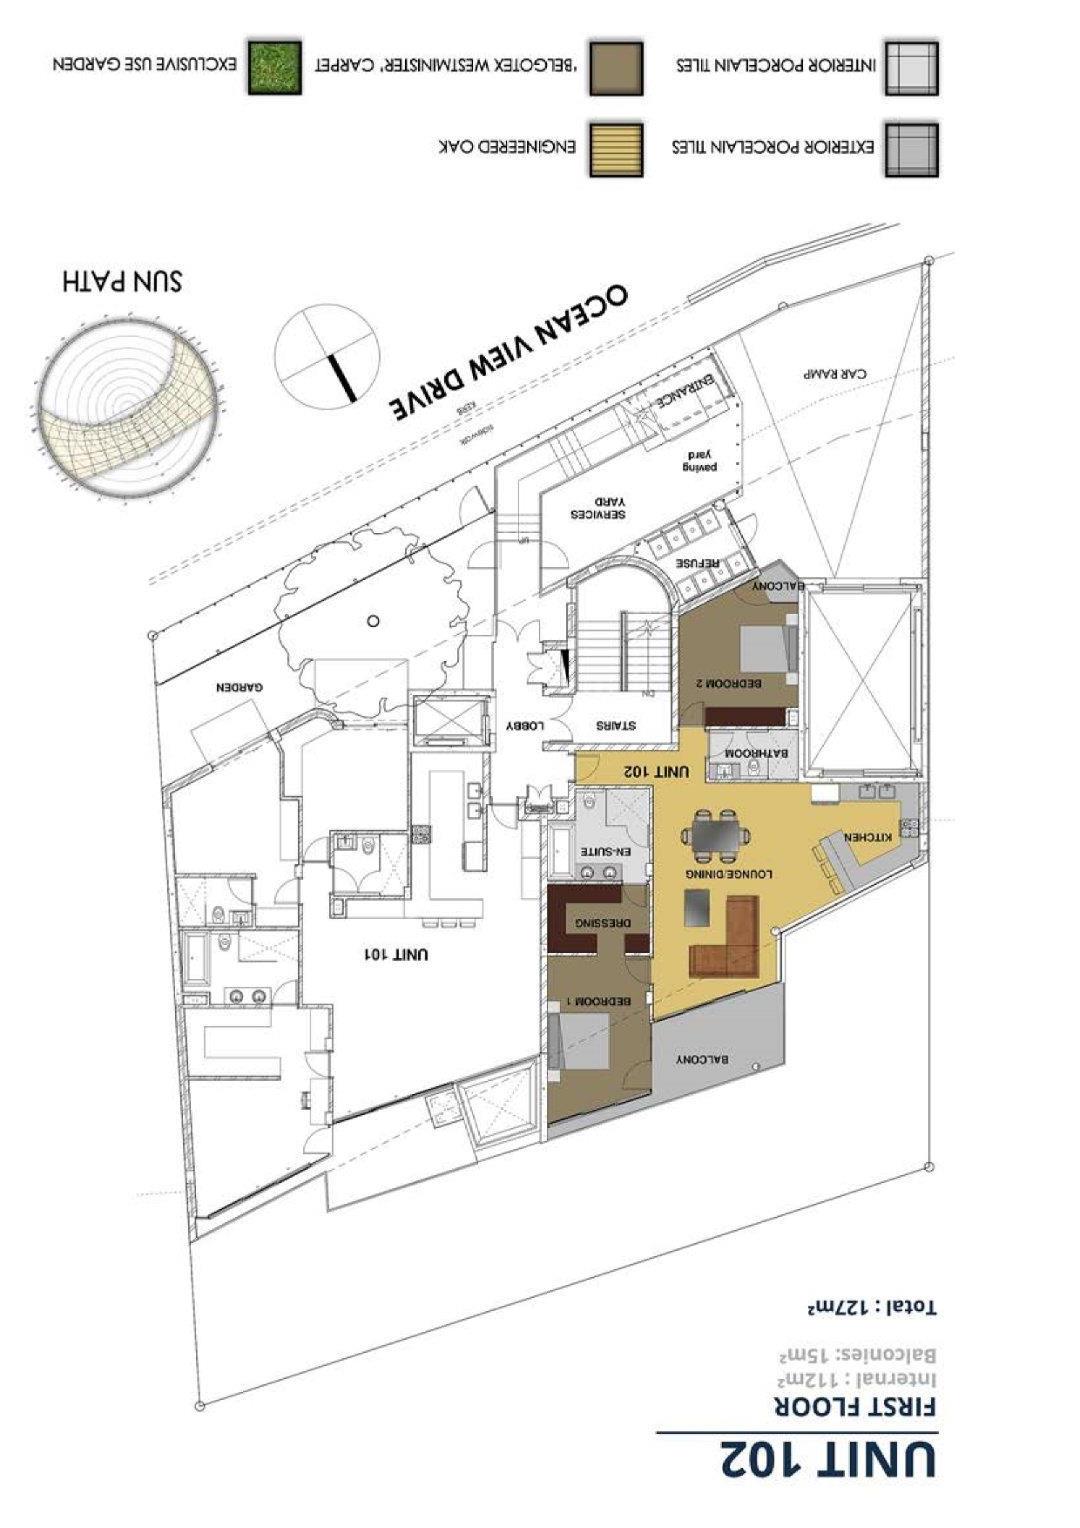 UNIT 102
FIRST FLOOR
Internal : 112m²
Balconies: 15m²
Total : 127m²
BALCONY
BEDROOM 1
DRESSING
LOUNGE/DINING
EN-SUITE
KITCHEN
UNIT 102
BATHROOM
BEDROOM 2
BALCONY
UNIT 101
LOBBY
STAIRS
DN
GARDEN
REFUSE
UP
SERVICES
YARD
paving
yard
ENTRANCE
CAR RAMP
SIDEWALK
KERB
OCEAN VIEW DRIVE
SUN PATH
EXTERIOR PORCELAIN TILES
ENGINEERED OAK
INTERIOR PORCELAIN TILES
'BELGOTEX WESTMINISTER' CARPET
EXCLUSIVE USE GARDEN